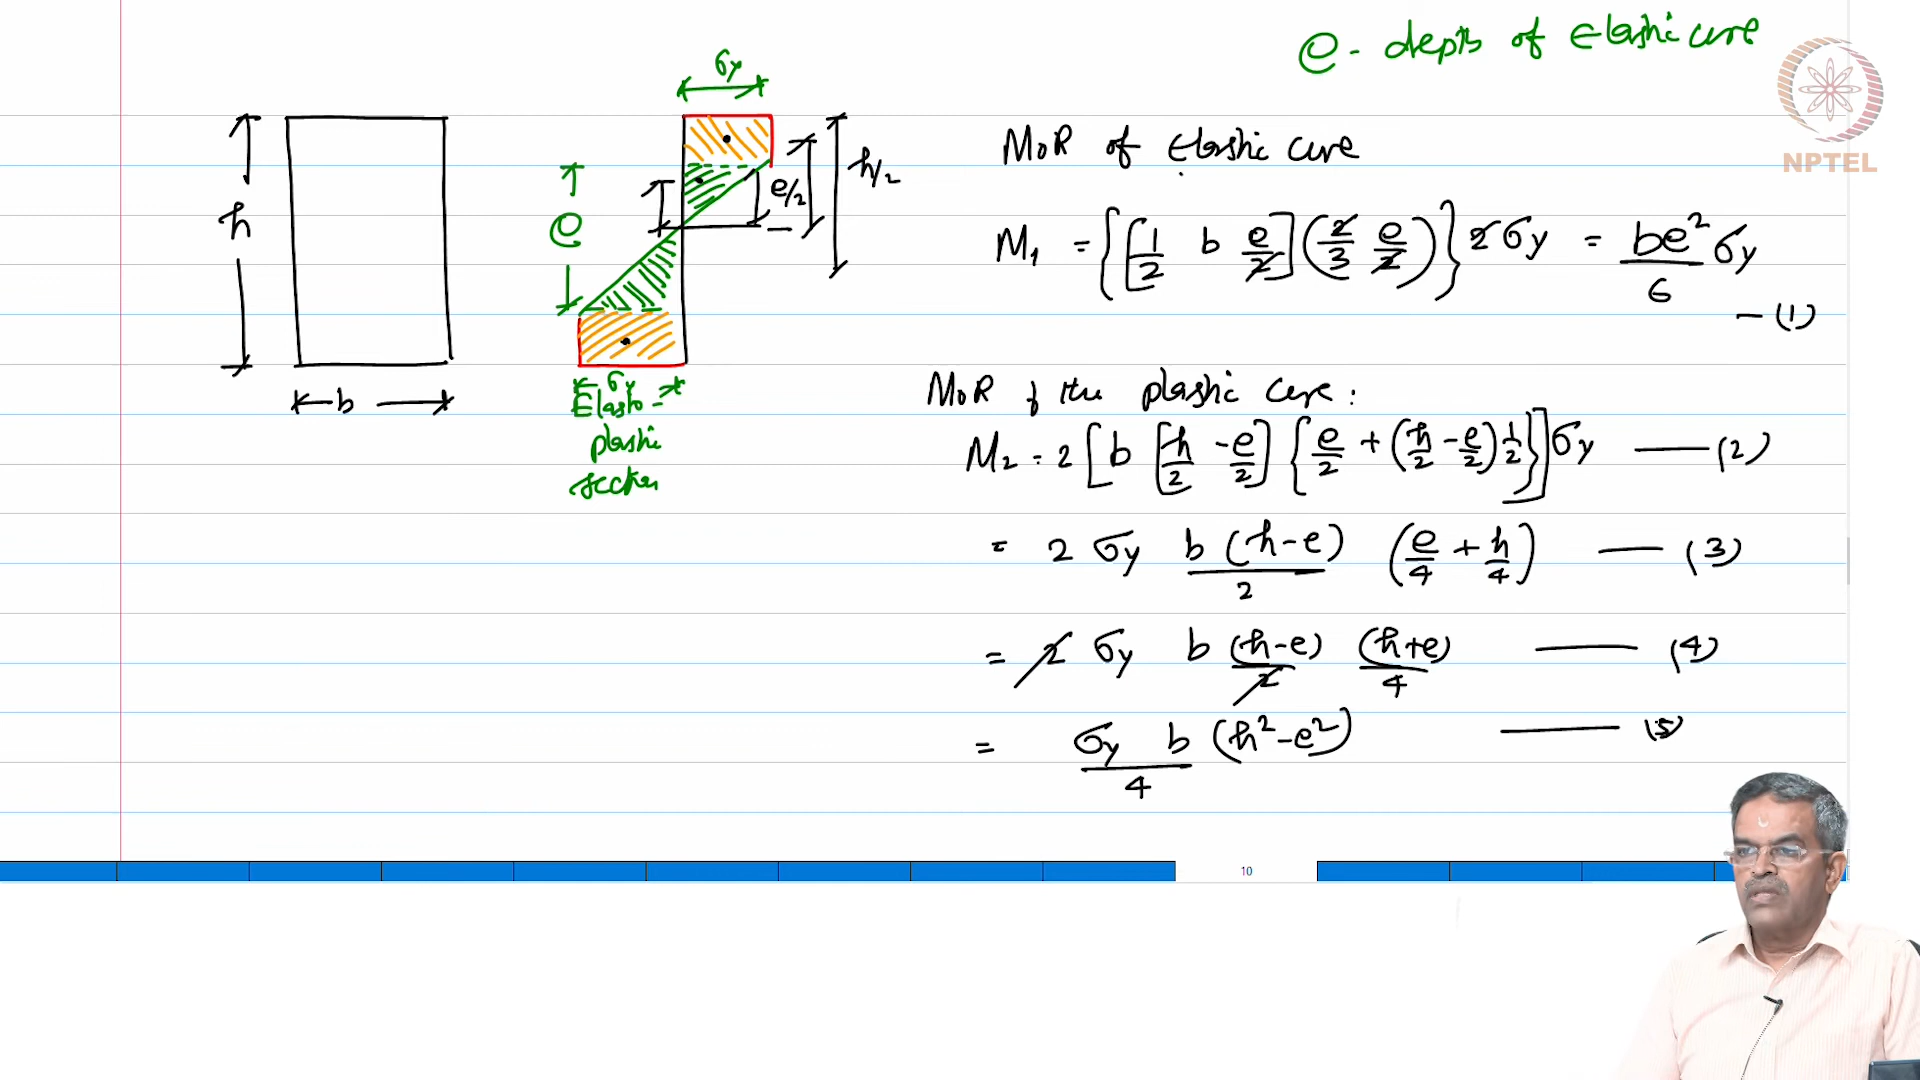 e - depth of Elastic core
NPTEL
σy
h
e
e/2
h/2
b
σy
Elasto-
plastic
section
MoR of Elastic core
M₁ = {[1/2 b e/2](2/3 e/2)} 2σy = be²/6 σy
— (1)
MoR of the plastic core :
M₂ = 2[b [h/2 - e/2] {e/2 + (h/2 - e/2) 1/2}] σy — (2)
= 2 σy b(h-e)/2 (e/4 + h/4) — (3)
= 2 σy b (h-e)/2 (h+e)/4 — (4)
= σy b/4 (h² - e²) — (5)
10